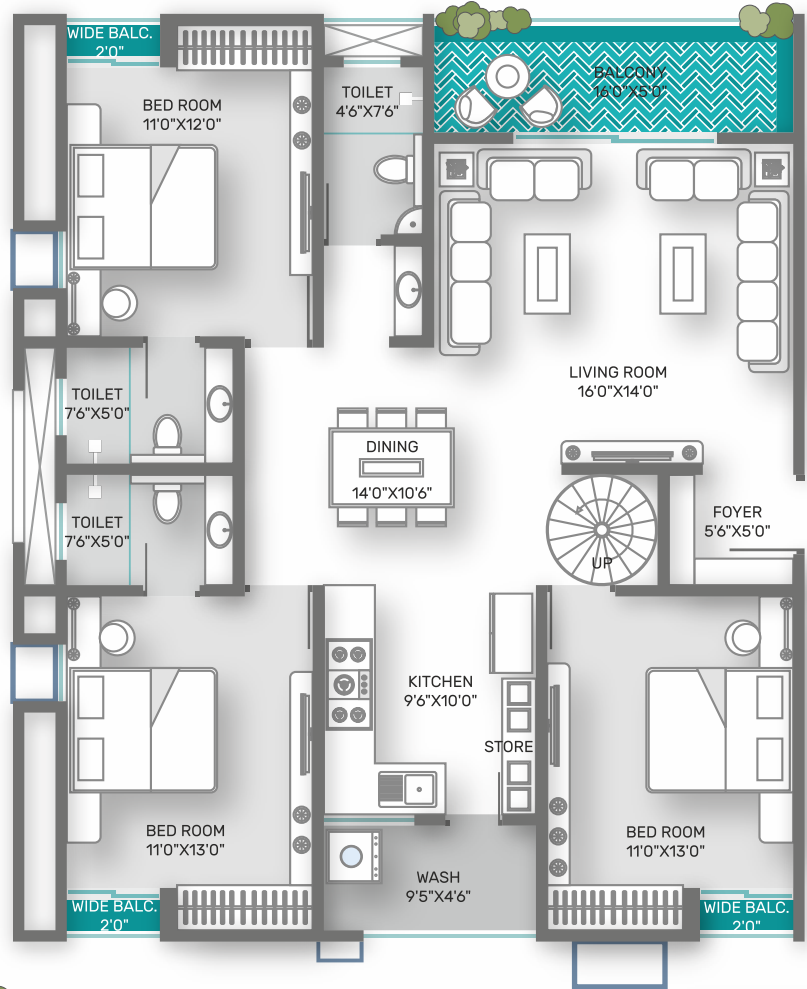 WIDE BALC.
2'0"
BED ROOM
11'0"X12'0"
TOILET
4'6"X7'6"
BALCONY
16'0"X5'0"
LIVING ROOM
16'0"X14'0"
TOILET
7'6"X5'0"
DINING
14'0"X10'6"
TOILET
7'6"X5'0"
FOYER
5'6"X5'0"
UP
KITCHEN
9'6"X10'0"
STORE
BED ROOM
11'0"X13'0"
BED ROOM
11'0"X13'0"
WASH
9'5"X4'6"
WIDE BALC.
2'0"
WIDE BALC.
2'0"